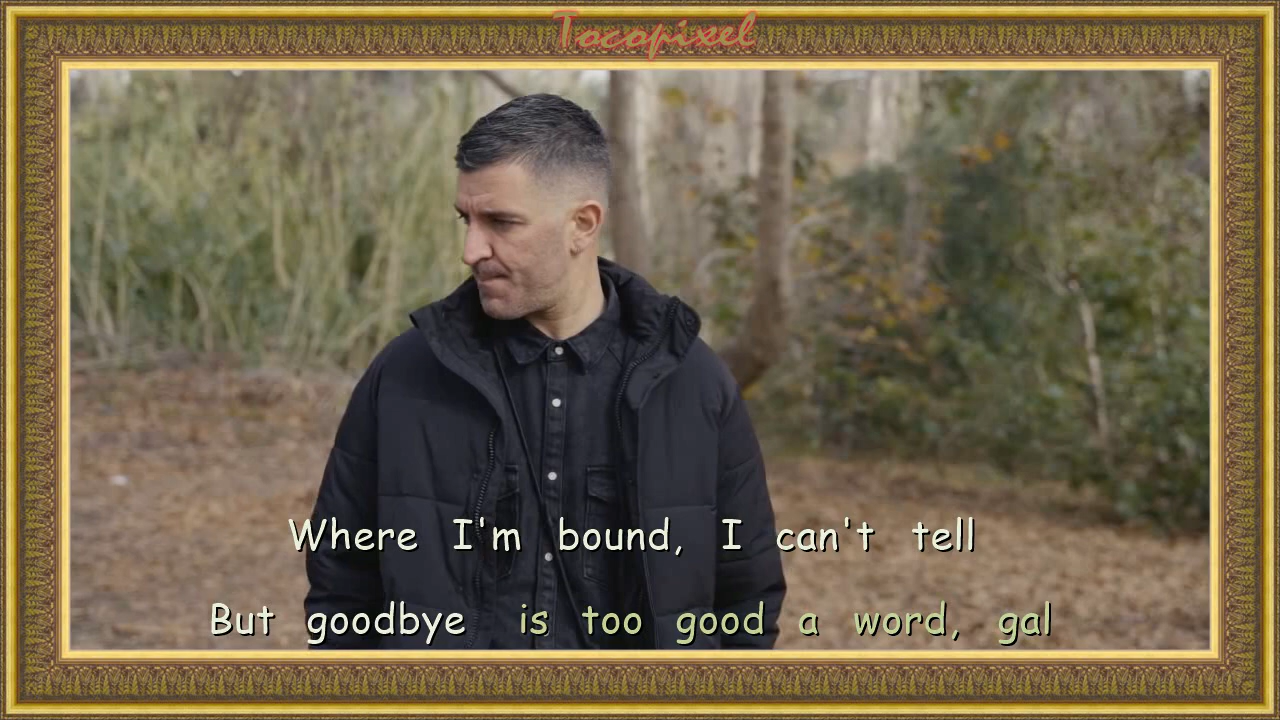 Tocopixel
Where I'm bound, I can't tell
But goodbye is too good a word, gal